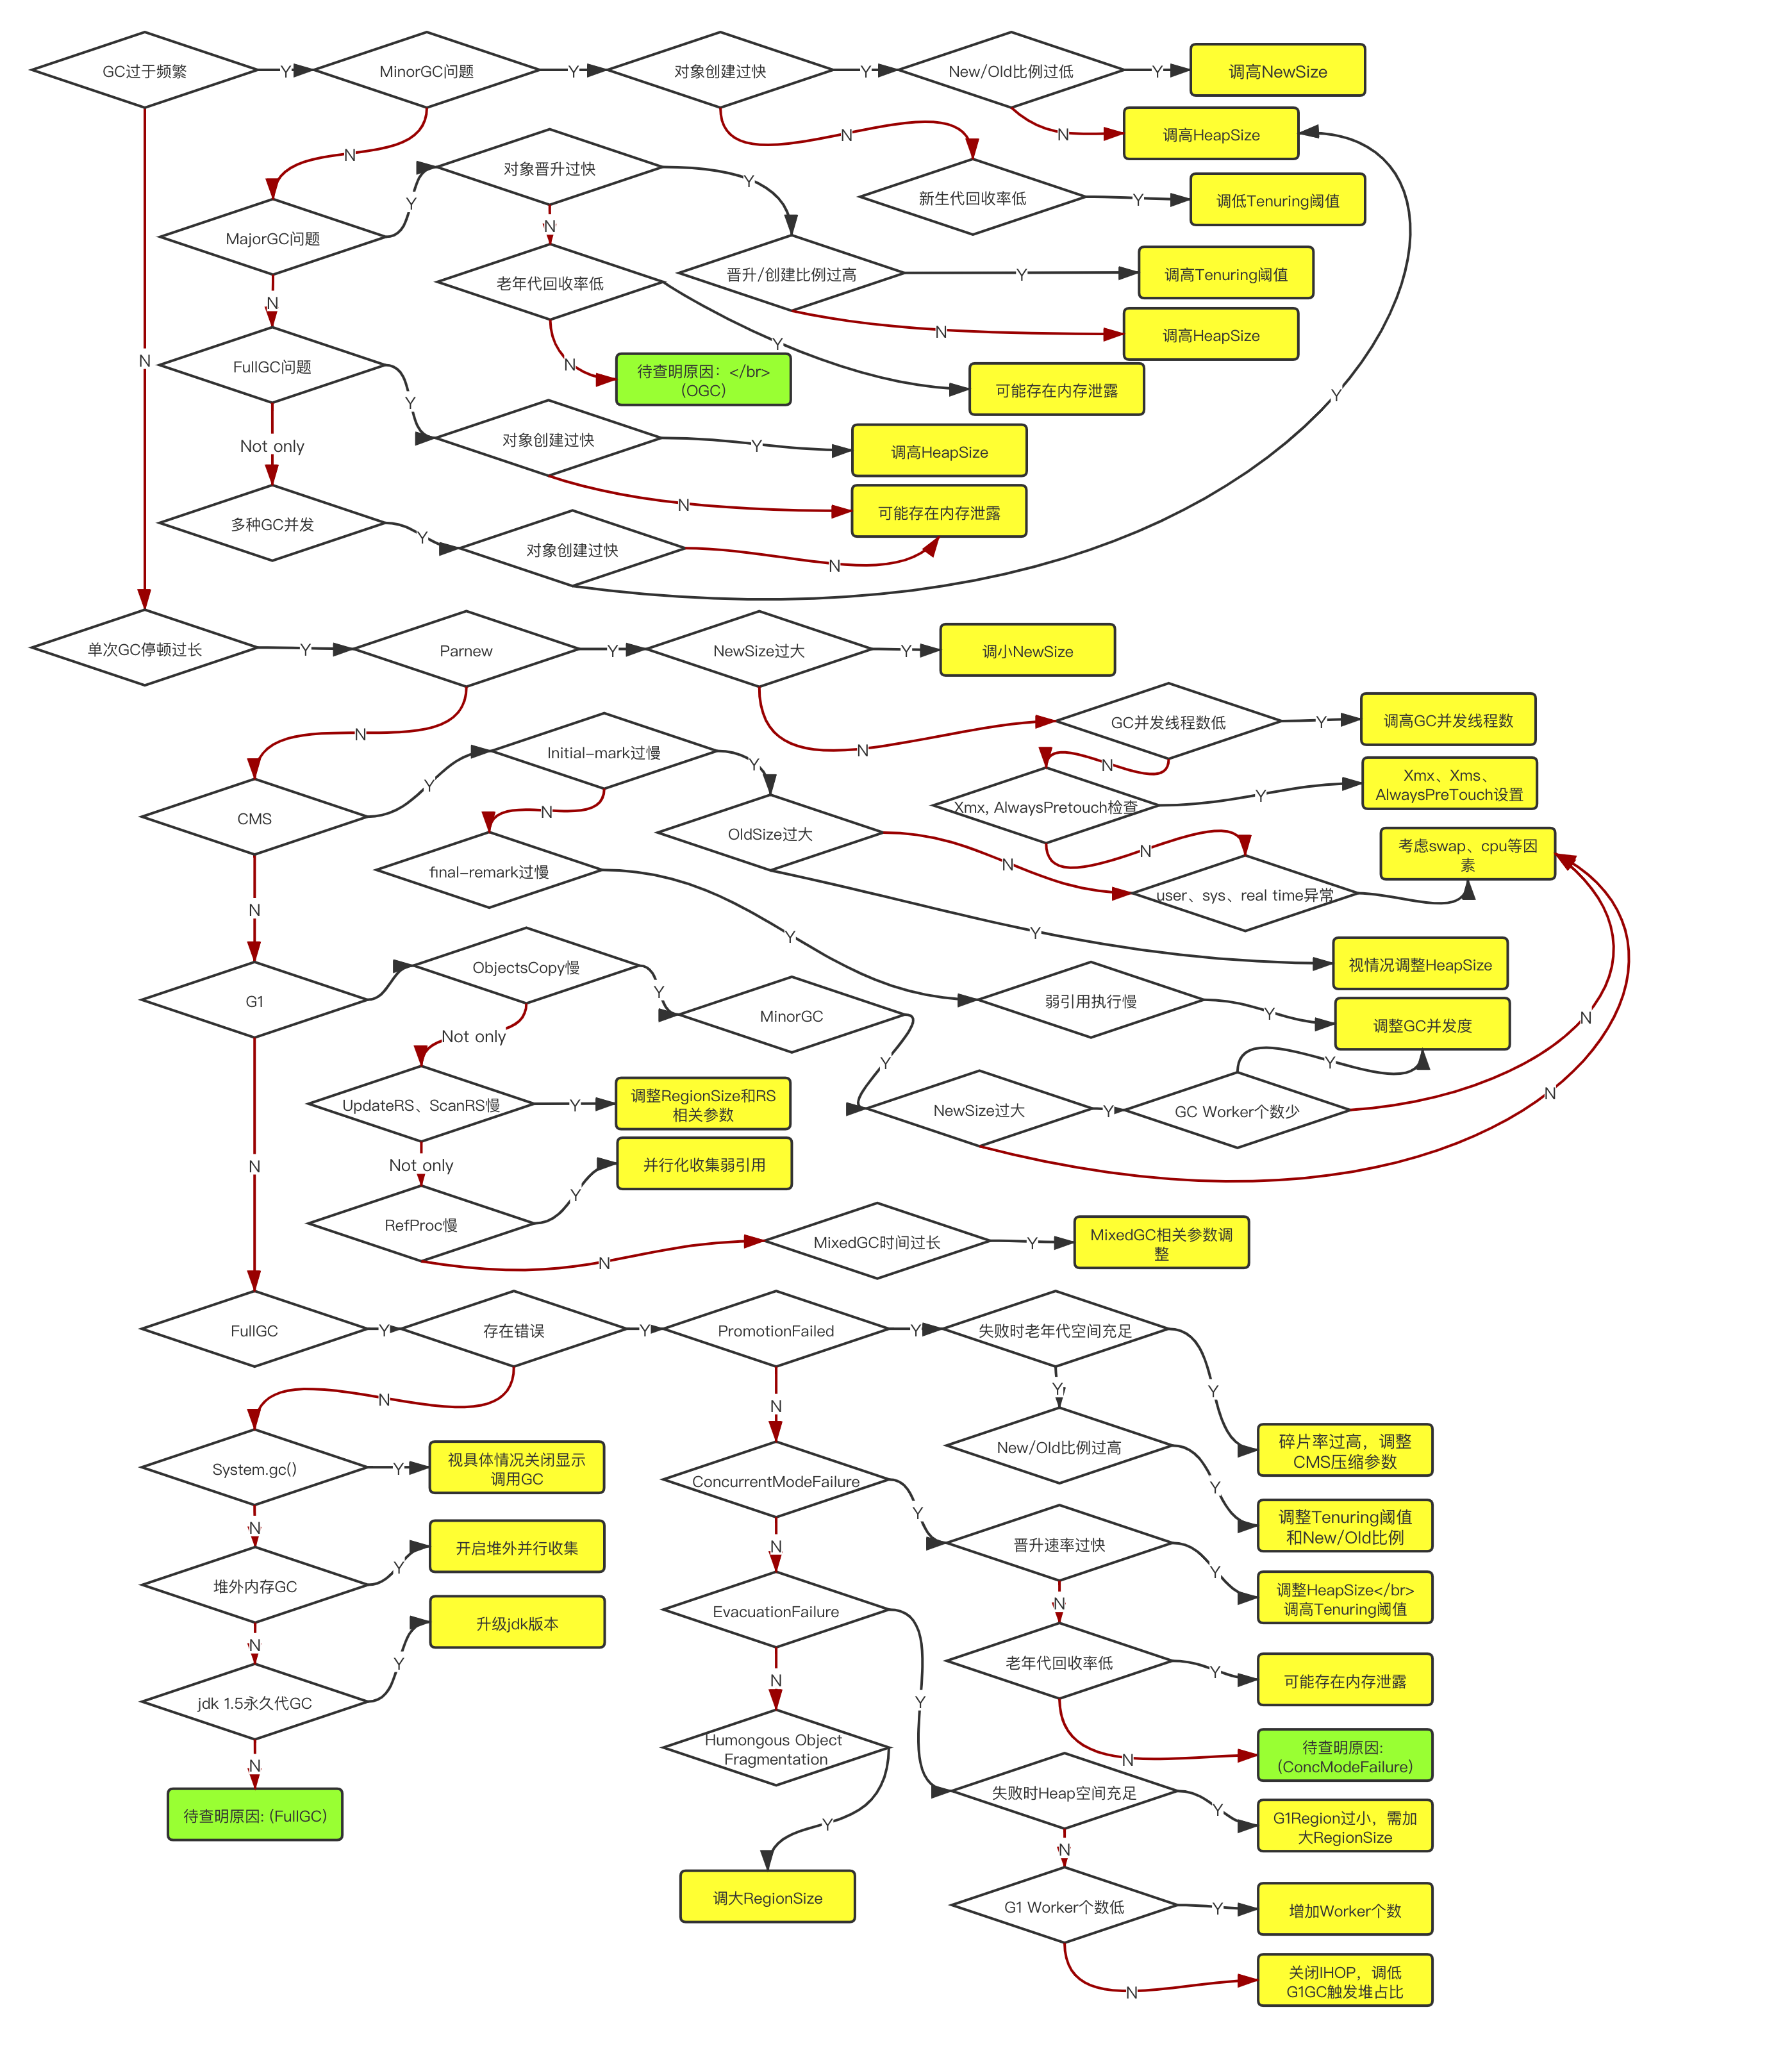 GC过于频繁
Y
MinorGC问题
Y
对象创建过快
Y
New/Old比例过低
Y
调高NewSize
N
调高HeapSize
N
N
对象晋升过快
Y
新生代回收率低
Y
调低Tenuring阈值
MajorGC问题
Y
N
晋升/创建比例过高
Y
调高Tenuring阈值
老年代回收率低
N
N
调高HeapSize
Y
N
N
FullGC问题
待查明原因：</br>
(OGC)
可能存在内存泄露
Y
Y
对象创建过快
Y
调高HeapSize
Not only
N
可能存在内存泄露
多种GC并发
Y
对象创建过快
N
单次GC停顿过长
Y
Parnew
Y
NewSize过大
Y
调小NewSize
N
N
GC并发线程数低
Y
调高GC并发线程数
CMS
Y
Initial-mark过慢
Y
N
Xmx, AlwaysPretouch检查
Y
Xmx、Xms、
AlwaysPreTouch设置
N
OldSize过大
N
N
考虑swap、cpu等因
素
final-remark过慢
user、sys、real time异常
N
Y
Y
视情况调整HeapSize
G1
ObjectsCopy慢
Y
MinorGC
弱引用执行慢
Y
调整GC并发度
Not only
Y
Y
N
UpdateRS、ScanRS慢
Y
调整RegionSize和RS
相关参数
NewSize过大
Y
GC Worker个数少
N
N
Not only
并行化收集弱引用
RefProc慢
Y
N
MixedGC时间过长
Y
MixedGC相关参数调
整
FullGC
Y
存在错误
Y
PromotionFailed
Y
失败时老年代空间充足
N
N
Y
Y
System.gc()
Y
视具体情况关闭显示
调用GC
New/Old比例过高
碎片率过高，调整
CMS压缩参数
ConcurrentModeFailure
Y
Y
调整Tenuring阈值
和New/Old比例
N
开启堆外并行收集
N
晋升速率过快
Y
堆外内存GC
Y
EvacuationFailure
N
调整HeapSize</br>
调高Tenuring阈值
N
升级jdk版本
Y
老年代回收率低
Y
可能存在内存泄露
jdk 1.5永久代GC
N
Y
Humongous Object
Fragmentation
N
待查明原因:
(ConcModeFailure)
N
失败时Heap空间充足
Y
G1Region过小，需加
大RegionSize
待查明原因: (FullGC)
Y
N
调大RegionSize
G1 Worker个数低
Y
增加Worker个数
N
关闭IHOP，调低
G1GC触发堆占比